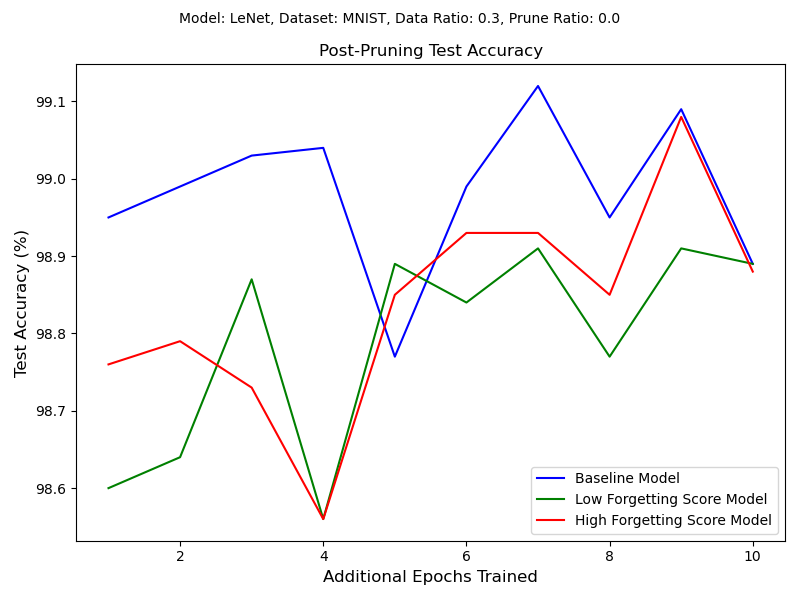 Model: LeNet, Dataset: MNIST, Data Ratio: 0.3, Prune Ratio: 0.0
Post-Pruning Test Accuracy
Test Accuracy (%)
99.1
99.0
98.9
98.8
98.7
98.6
Baseline Model
Low Forgetting Score Model
High Forgetting Score Model
2 4 6 8 10
Additional Epochs Trained